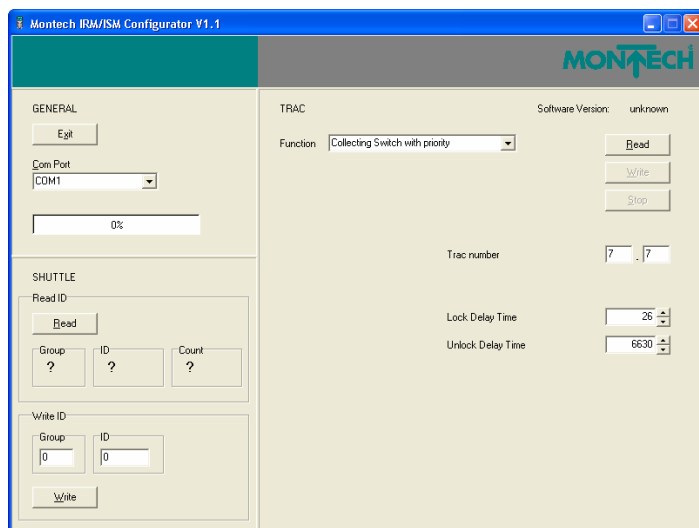 Montech IRM/ISM Configurator V1.1
MONTECH
GENERAL
Exit
Com Port
COM1
0%
SHUTTLE
Read ID
Read
Group
ID
Count
?
?
?
Write ID
Group
ID
0
0
Write
TRAC
Software Version: unknown
Function
Collecting Switch with priority
Read
Write
Stop
Trac number
7 . 7
Lock Delay Time
26
Unlock Delay Time
6630